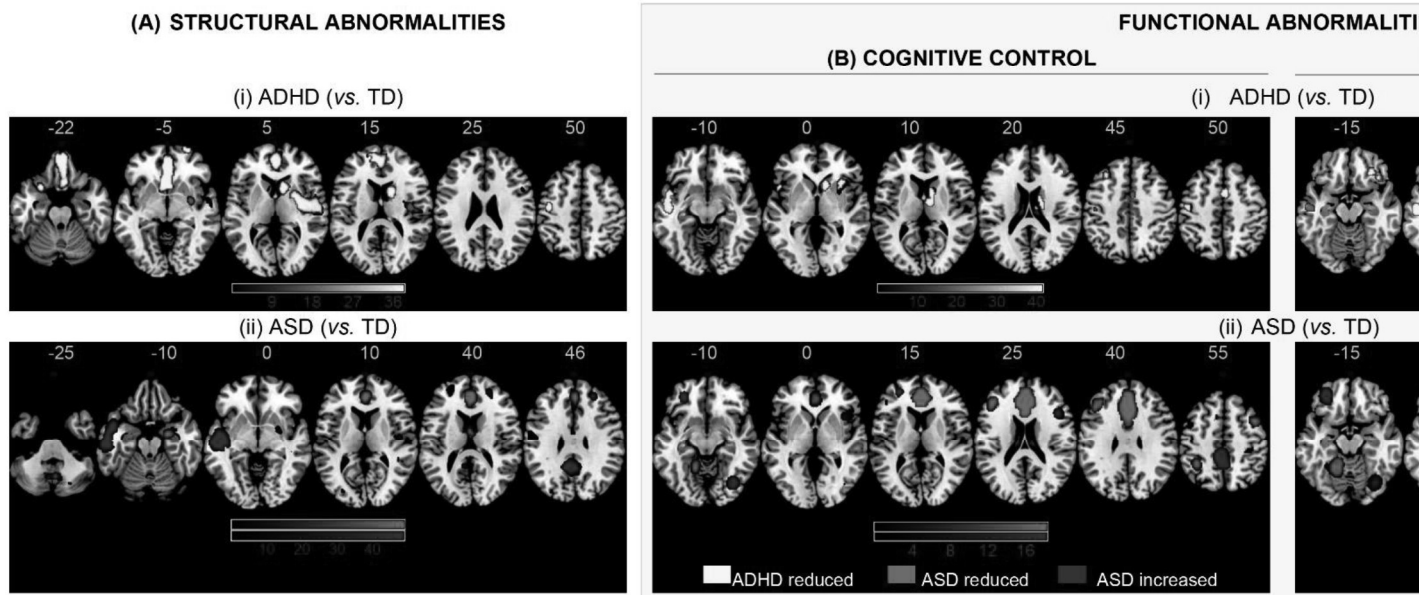 (A) STRUCTURAL ABNORMALITIES
FUNCTIONAL ABNORMALITI
(B) COGNITIVE CONTROL
(i) ADHD (vs. TD)
(i) ADHD (vs. TD)
-22 -5 5 15 25 50
-10 0 10 20 45 50
-15
9 18 27 36
10 20 30 40
(ii) ASD (vs. TD)
(ii) ASD (vs. TD)
-25 -10 0 10 40 46
-10 0 15 25 40 55
-15
10 20 30 40
4 8 12 16
ADHD reduced ASD reduced ASD increased